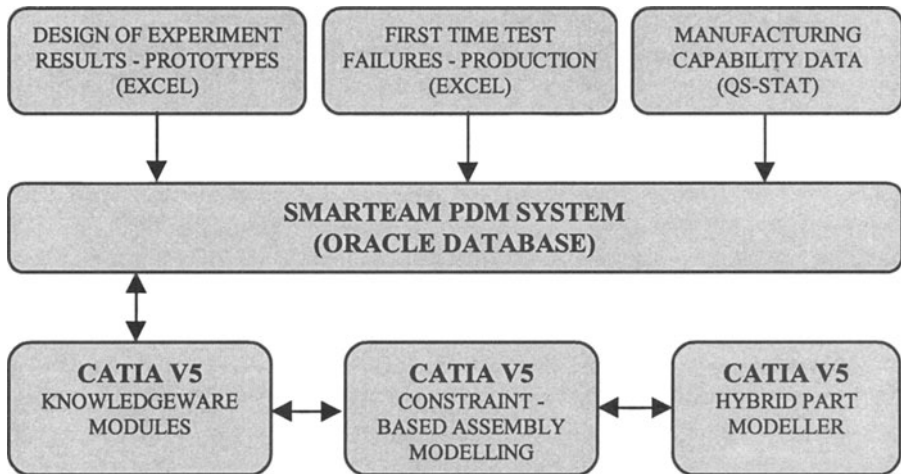 DESIGN OF EXPERIMENT
RESULTS - PROTOTYPES
(EXCEL)
FIRST TIME TEST
FAILURES - PRODUCTION
(EXCEL)
MANUFACTURING
CAPABILITY DATA
(QS-STAT)
SMARTEAM PDM SYSTEM
(ORACLE DATABASE)
CATIA V5
KNOWLEDGEWARE
MODULES
CATIA V5
CONSTRAINT -
BASED ASSEMBLY
MODELLING
CATIA V5
HYBRID PART
MODELLER